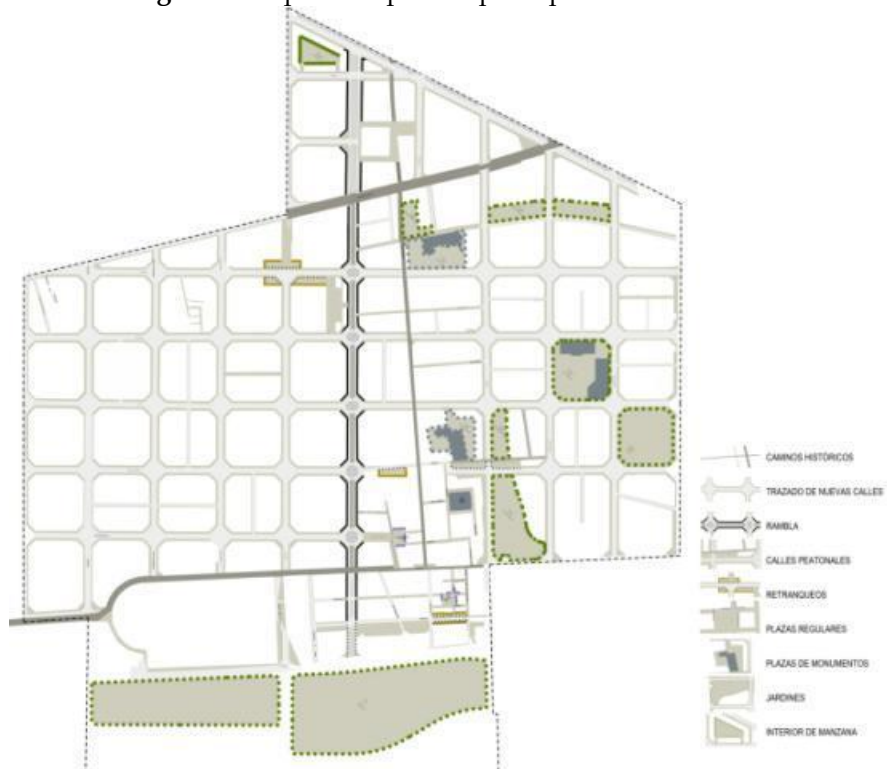 CAMINOS HISTÓRICOS
TRAZADO DE NUEVAS CALLES
RAMBLA
CALLES PEATONALES
RETRANQUEOS
PLAZAS REGULARES
PLAZAS DE MONUMENTOS
JARDINES
INTERIOR DE MANZANA